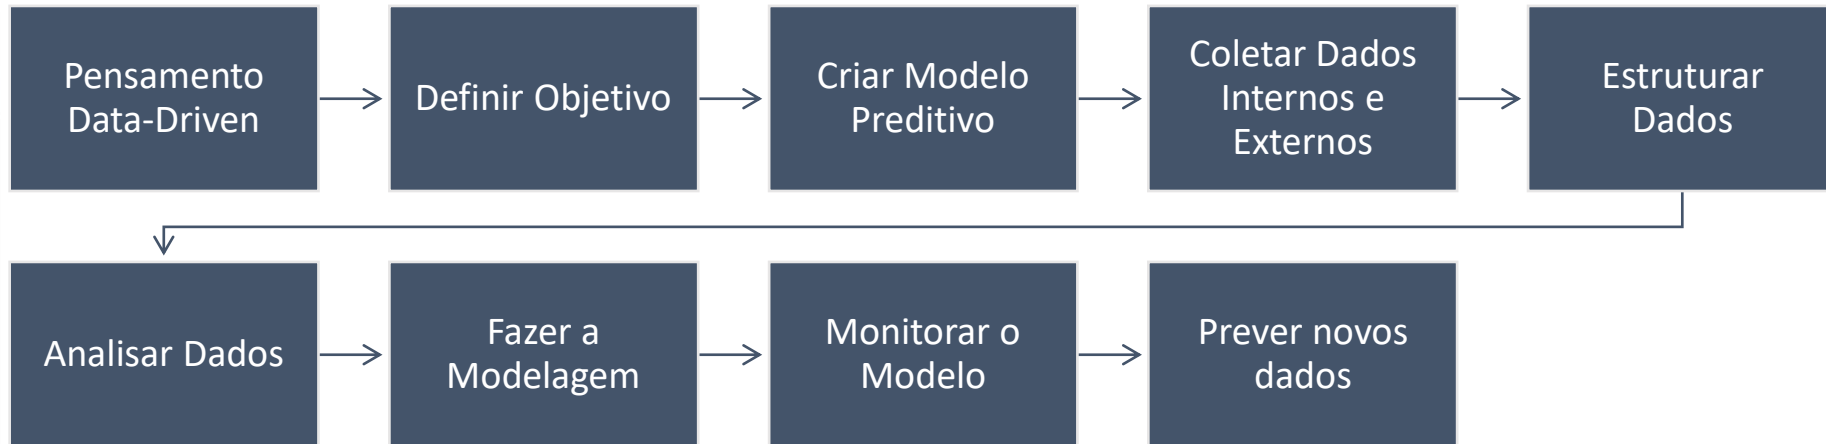 Pensamento
Data-Driven
Definir Objetivo
Criar Modelo
Preditivo
Coletar Dados
Internos e
Externos
Estruturar
Dados
Analisar Dados
Fazer a
Modelagem
Monitorar o
Modelo
Prever novos
dados